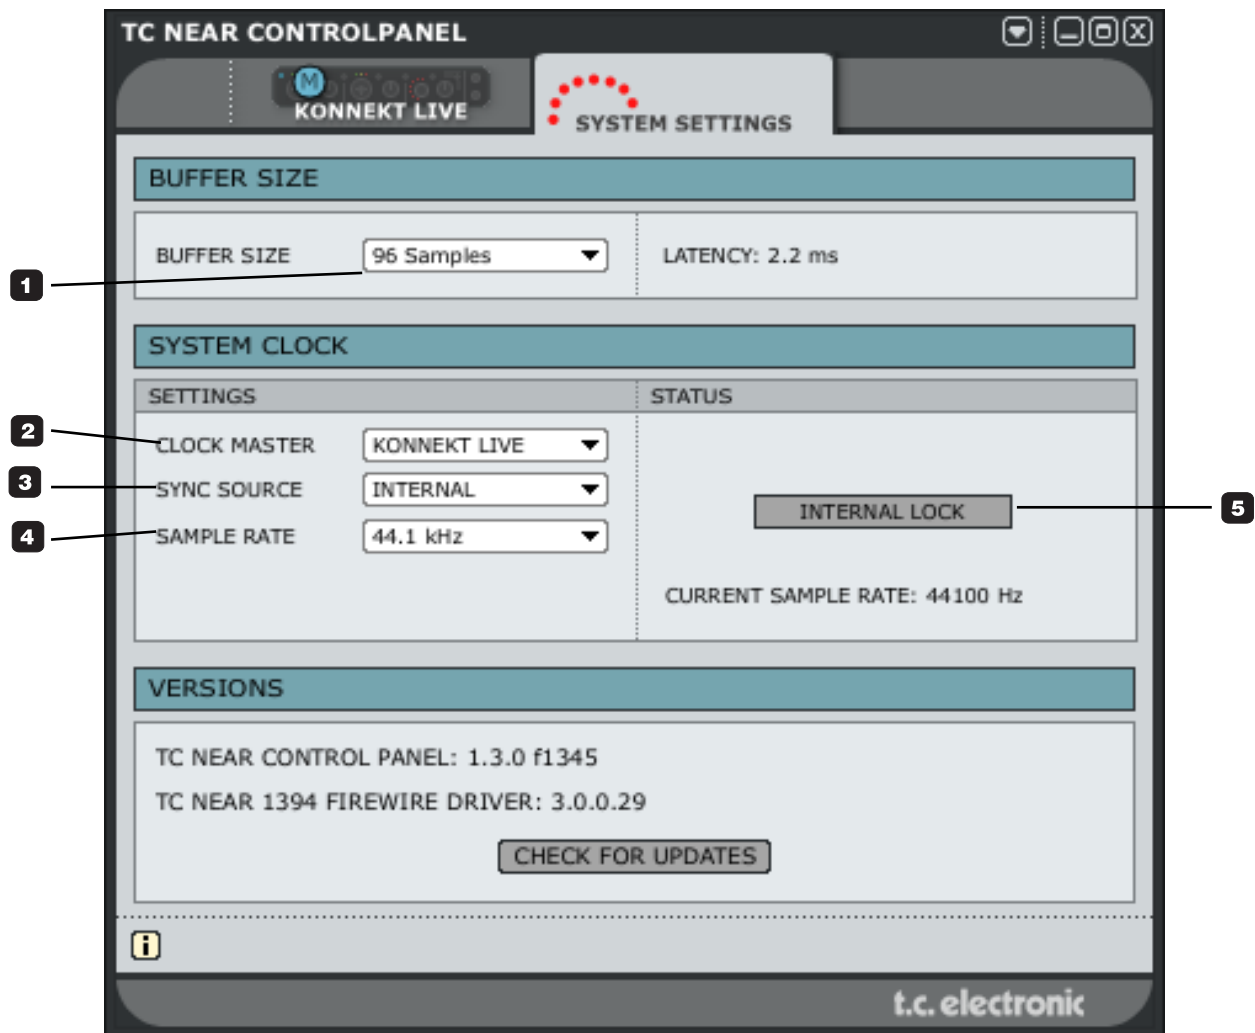 TC NEAR CONTROLPANEL
M
KONNEKT LIVE
SYSTEM SETTINGS
BUFFER SIZE
BUFFER SIZE 96 Samples LATENCY: 2.2 ms
1
SYSTEM CLOCK
SETTINGS STATUS
2 CLOCK MASTER KONNEKT LIVE
3 SYNC SOURCE INTERNAL
INTERNAL LOCK 5
4 SAMPLE RATE 44.1 kHz
CURRENT SAMPLE RATE: 44100 Hz
VERSIONS
TC NEAR CONTROL PANEL: 1.3.0 f1345
TC NEAR 1394 FIREWIRE DRIVER: 3.0.0.29
CHECK FOR UPDATES
i
t.c. electronic